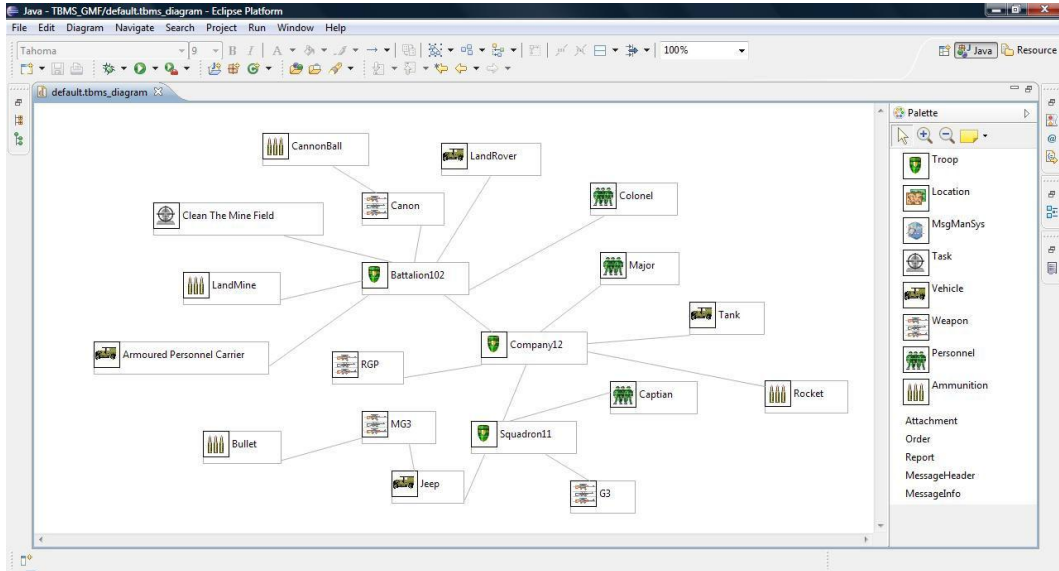 Java - TBMS_GMF/default.tbms_diagram - Eclipse Platform
File Edit Diagram Navigate Search Project Run Window Help
Tahoma 9 B I A 100% Java Resource
default.tbms_diagram
Palette
CannonBall
LandRover
Canon
Colonel
Clean The Mine Field
Battalion102
Major
LandMine
Tank
Company12
Armoured Personnel Carrier
RGP
Rocket
Captian
MG3
Squadron11
Bullet
Jeep
G3
Troop
Location
MsgManSys
Task
Vehicle
Weapon
Personnel
Ammunition
Attachment
Order
Report
MessageHeader
MessageInfo